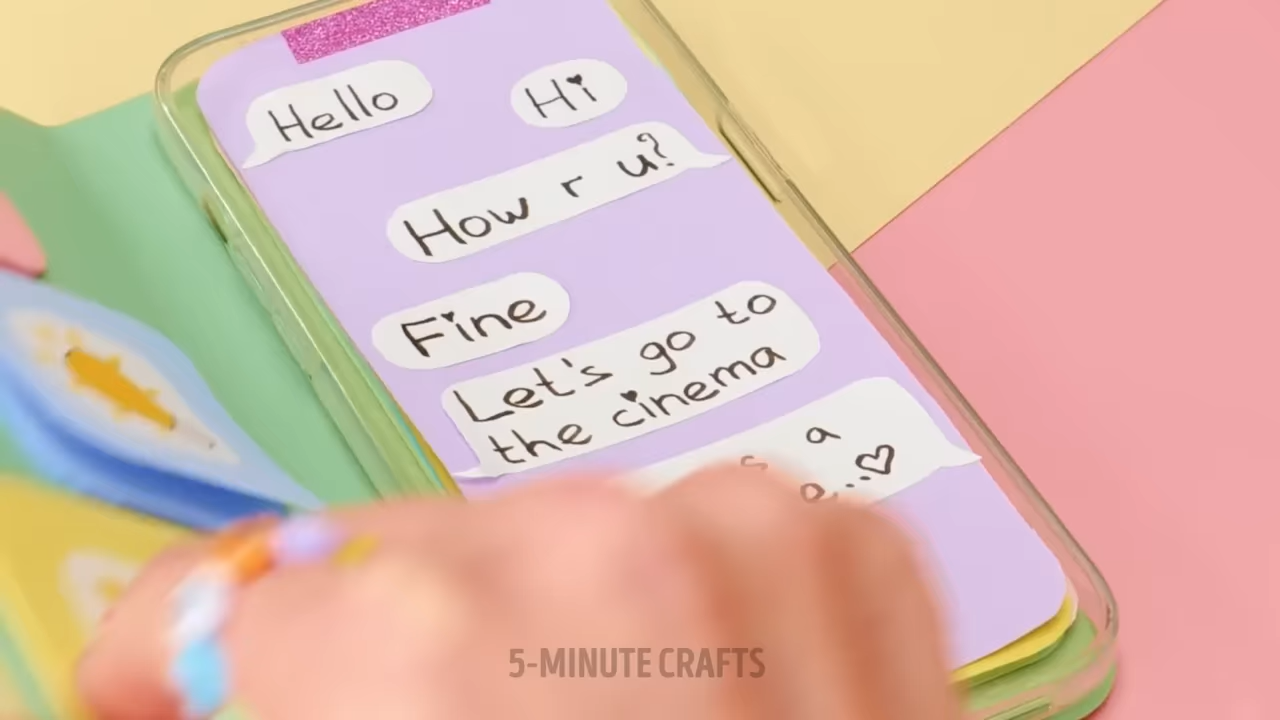 Hello
Hi
How r u?
Fine
Let's go to
the cinema
s a
...♡
5-MINUTE CRAFTS